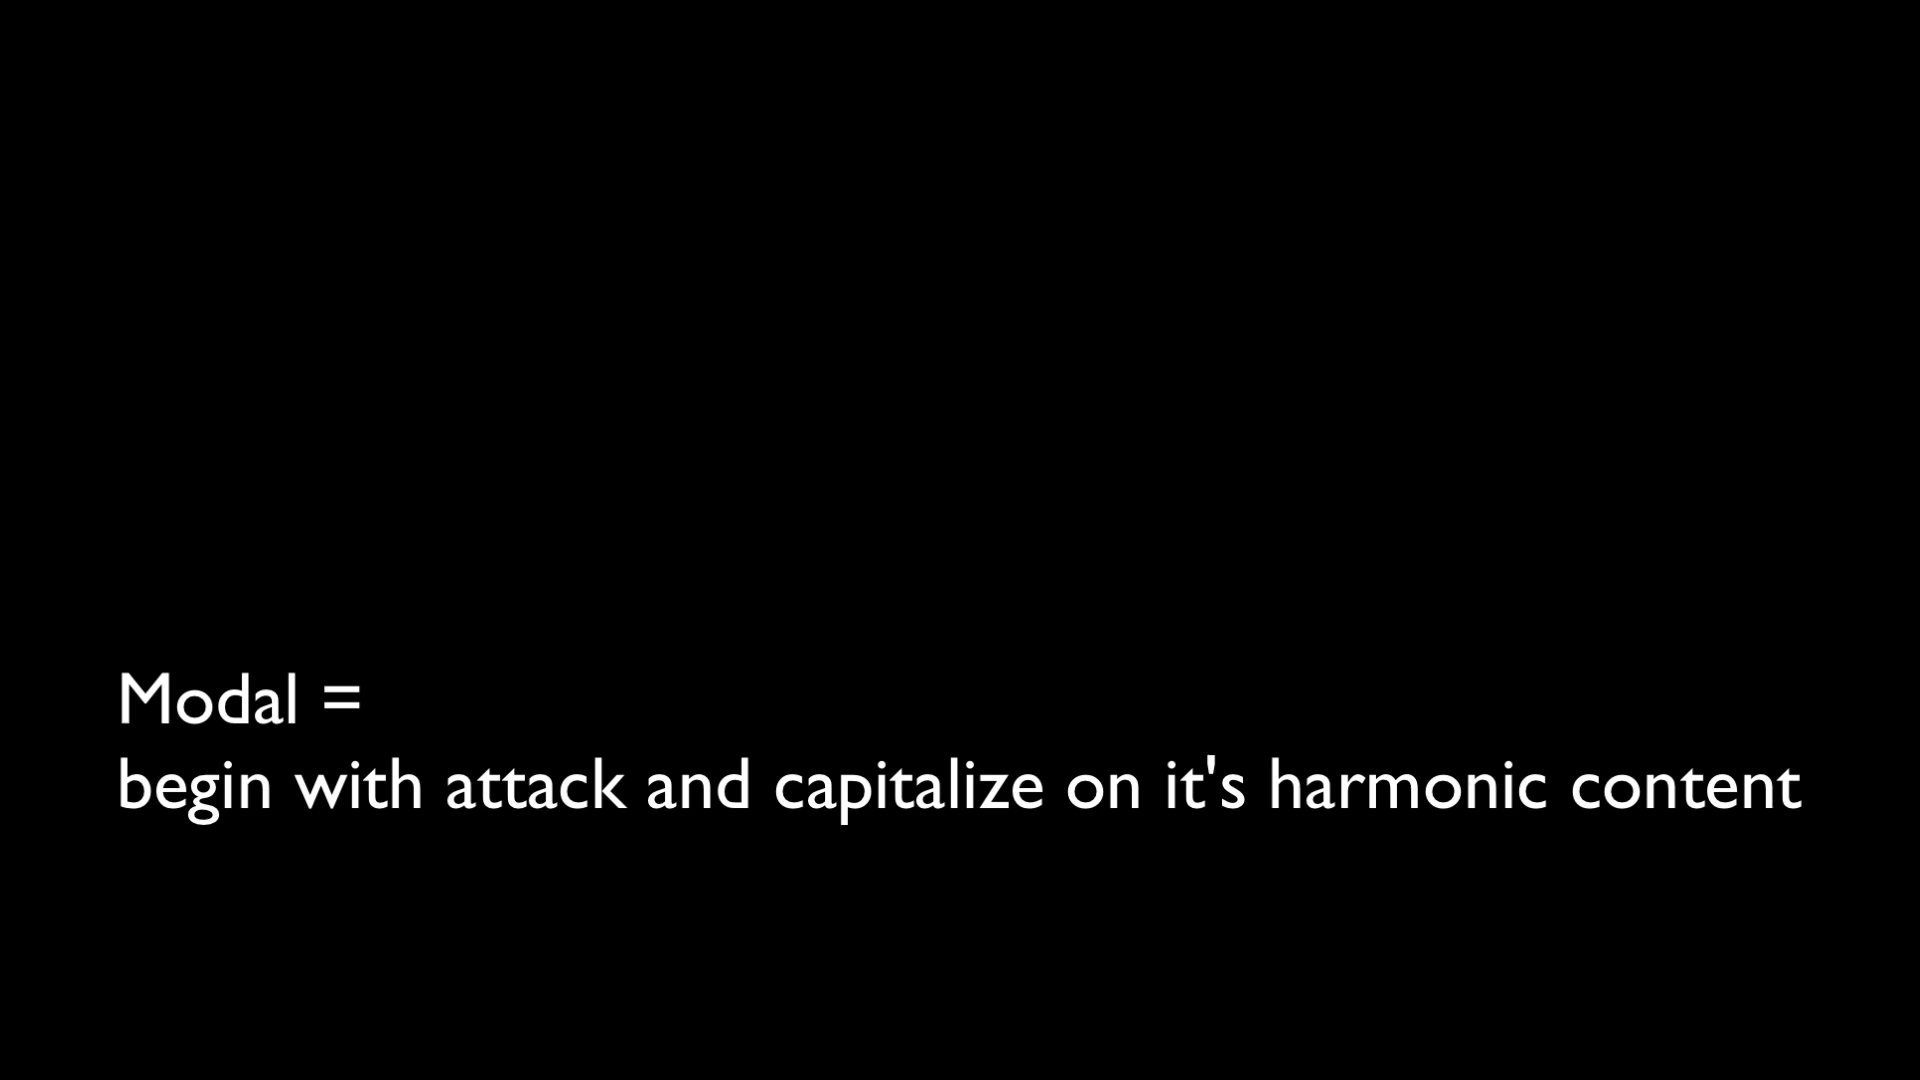 Modal =
begin with attack and capitalize on it's harmonic content